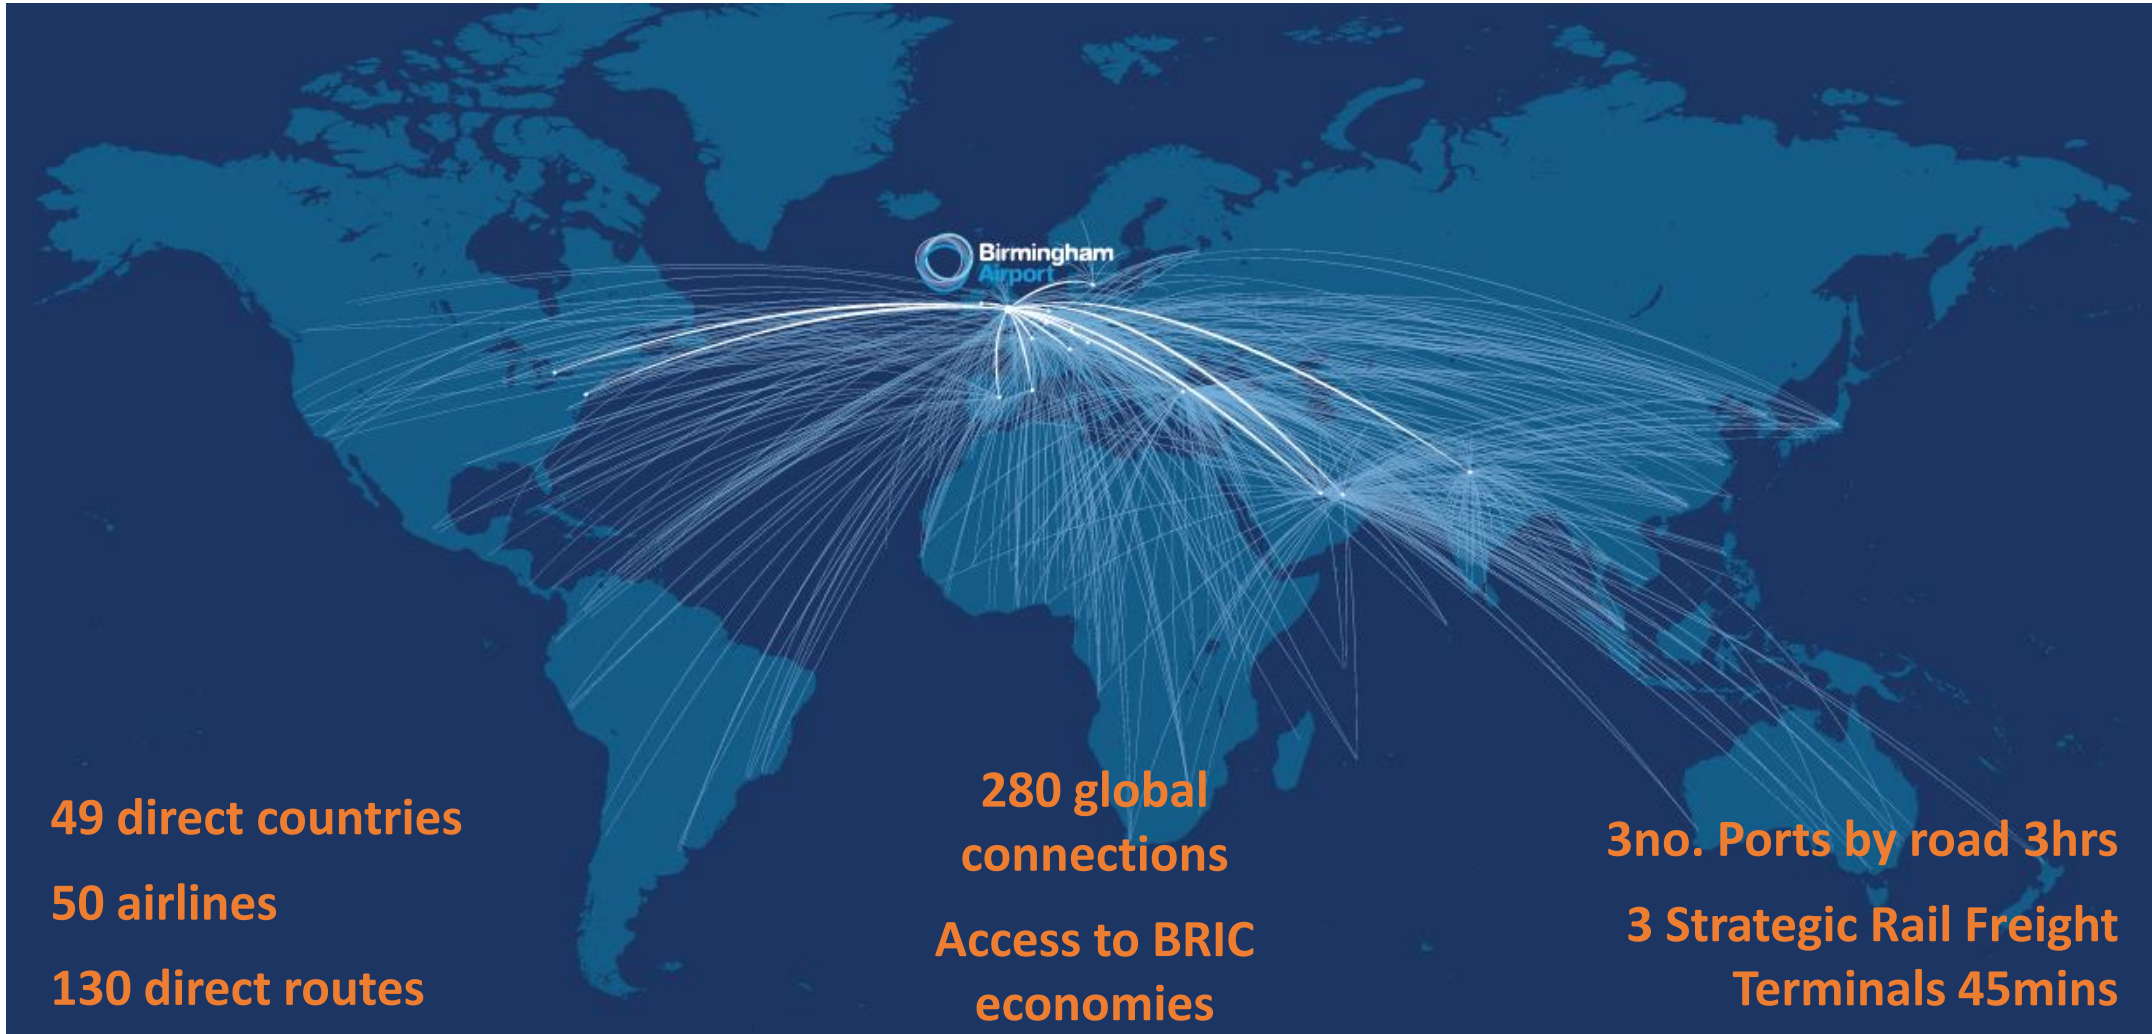 Birmingham
Airport
49 direct countries
50 airlines
130 direct routes
280 global
connections
Access to BRIC
economies
3no. Ports by road 3hrs
3 Strategic Rail Freight
Terminals 45mins